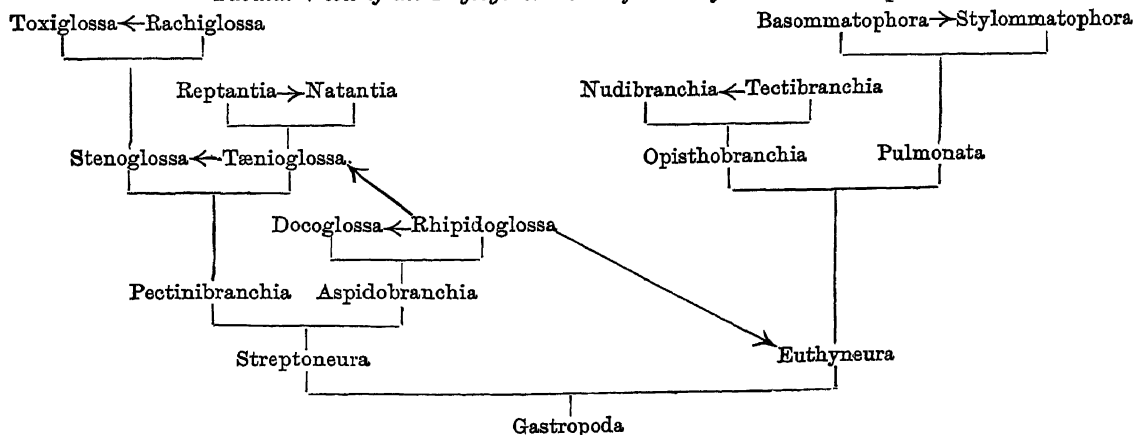 Toxiglossa←Rachiglossa
Basommatophora→Stylommatophora
Reptantia→Natantia
Nudibranchia←Tectibranchia
Stenoglossa←Tænioglossa
Opisthobranchia
Pulmonata
Docoglossa←Rhipidoglossa
Pectinibranchia
Aspidobranchia
Streptoneura
Euthyneura
Gastropoda